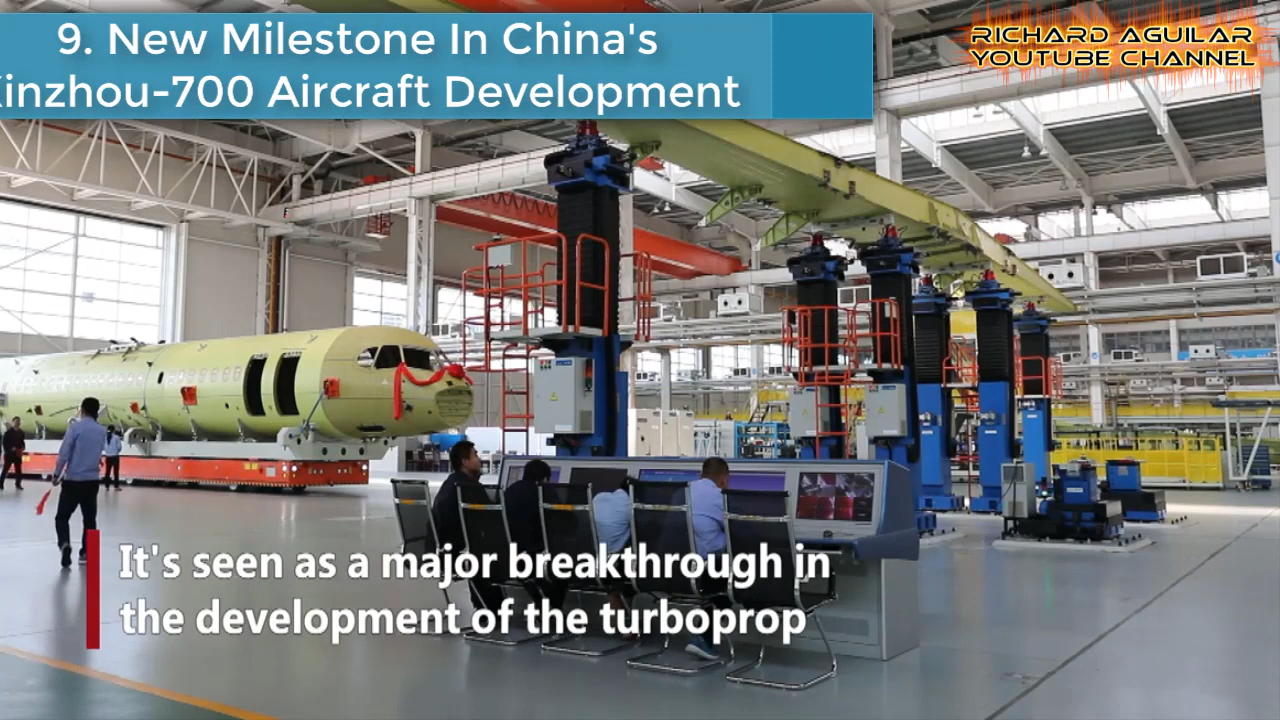 9. New Milestone In China's
inzhou-700 Aircraft Development
RICHARD AGUILAR
YOUTUBE CHANNEL
It's seen as a major breakthrough in
the development of the turboprop